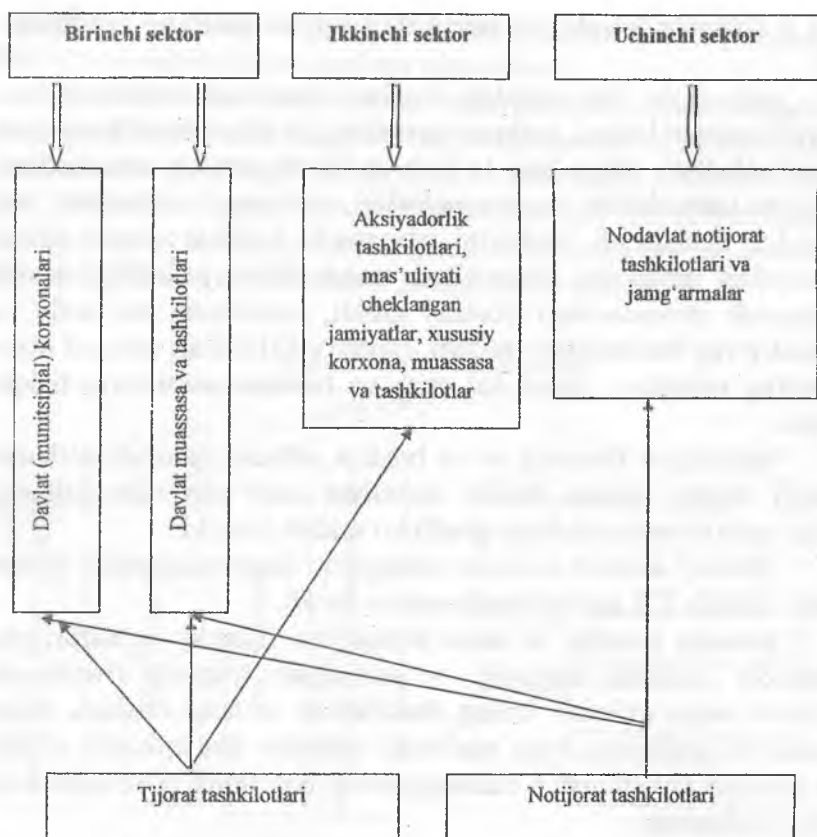 Birinchi sektor
Ikkinchi sektor
Uchinchi sektor
Davlat (munitsipial) korxonalari
Davlat muassasa va tashkilotlari
Aksiyadorlik
tashkilotlari,
mas’uliyati
cheklangan
jamiyatlar, xususiy
korxona, muassasa
va tashkilotlar
Nodavlat notijorat
tashkilotlari va
jamg‘armalar
Tijorat tashkilotlari
Notijorat tashkilotlari